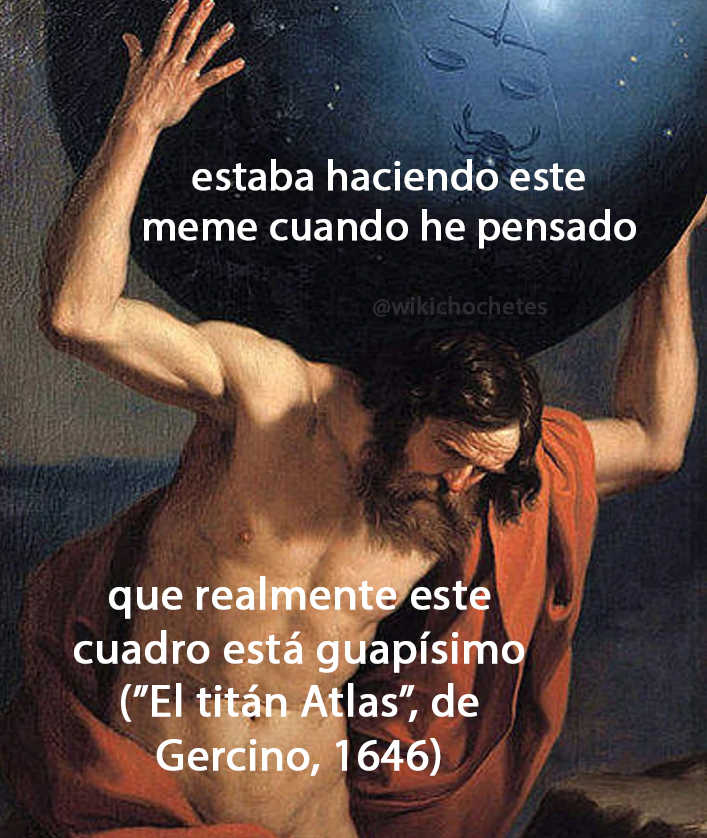 estaba haciendo este
meme cuando he pensado
@wikichochetes
que realmente este
cuadro está guapísimo
(”El titán Atlas”, de
Gercino, 1646)